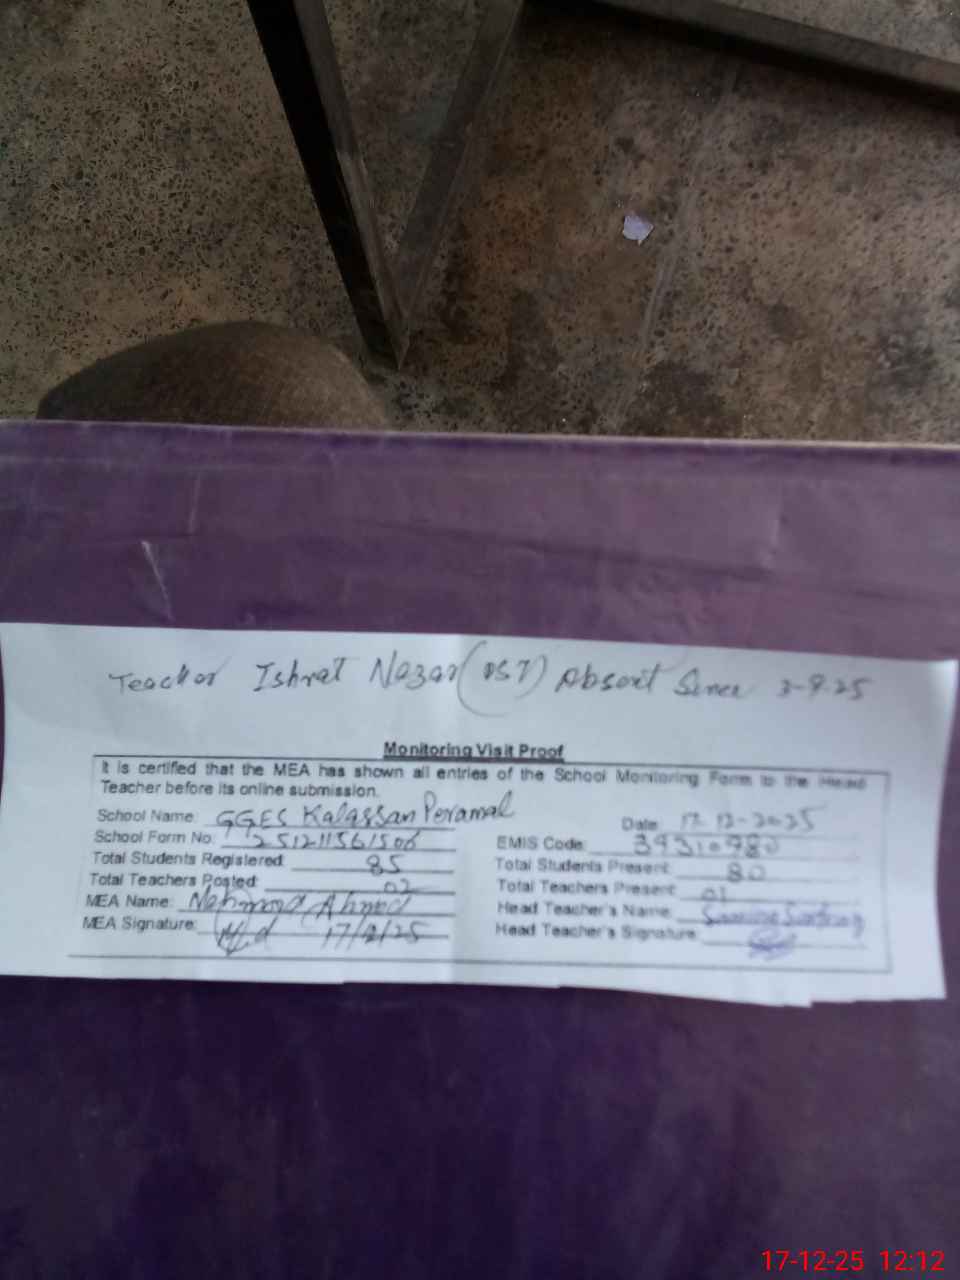 Teacher Ishrat Nazar (PST) Absent Since 3-9-25
Monitoring Visit Proof
It is certified that the MEA has shown all entries of the School Monitoring Form to the Head
Teacher before its online submission.
School Name: GGES Kalassan Peramal Date 17-12-2025
School Form No: 251211561506 EMIS Code: 39310980
Total Students Registered: 85 Total Students Present: 80
Total Teachers Posted: 02 Total Teachers Present: 01
MEA Name: Mehmood Ahmed Head Teacher's Name:
MEA Signature: 17/12/25 Head Teacher's Signature:
17-12-25 12:12